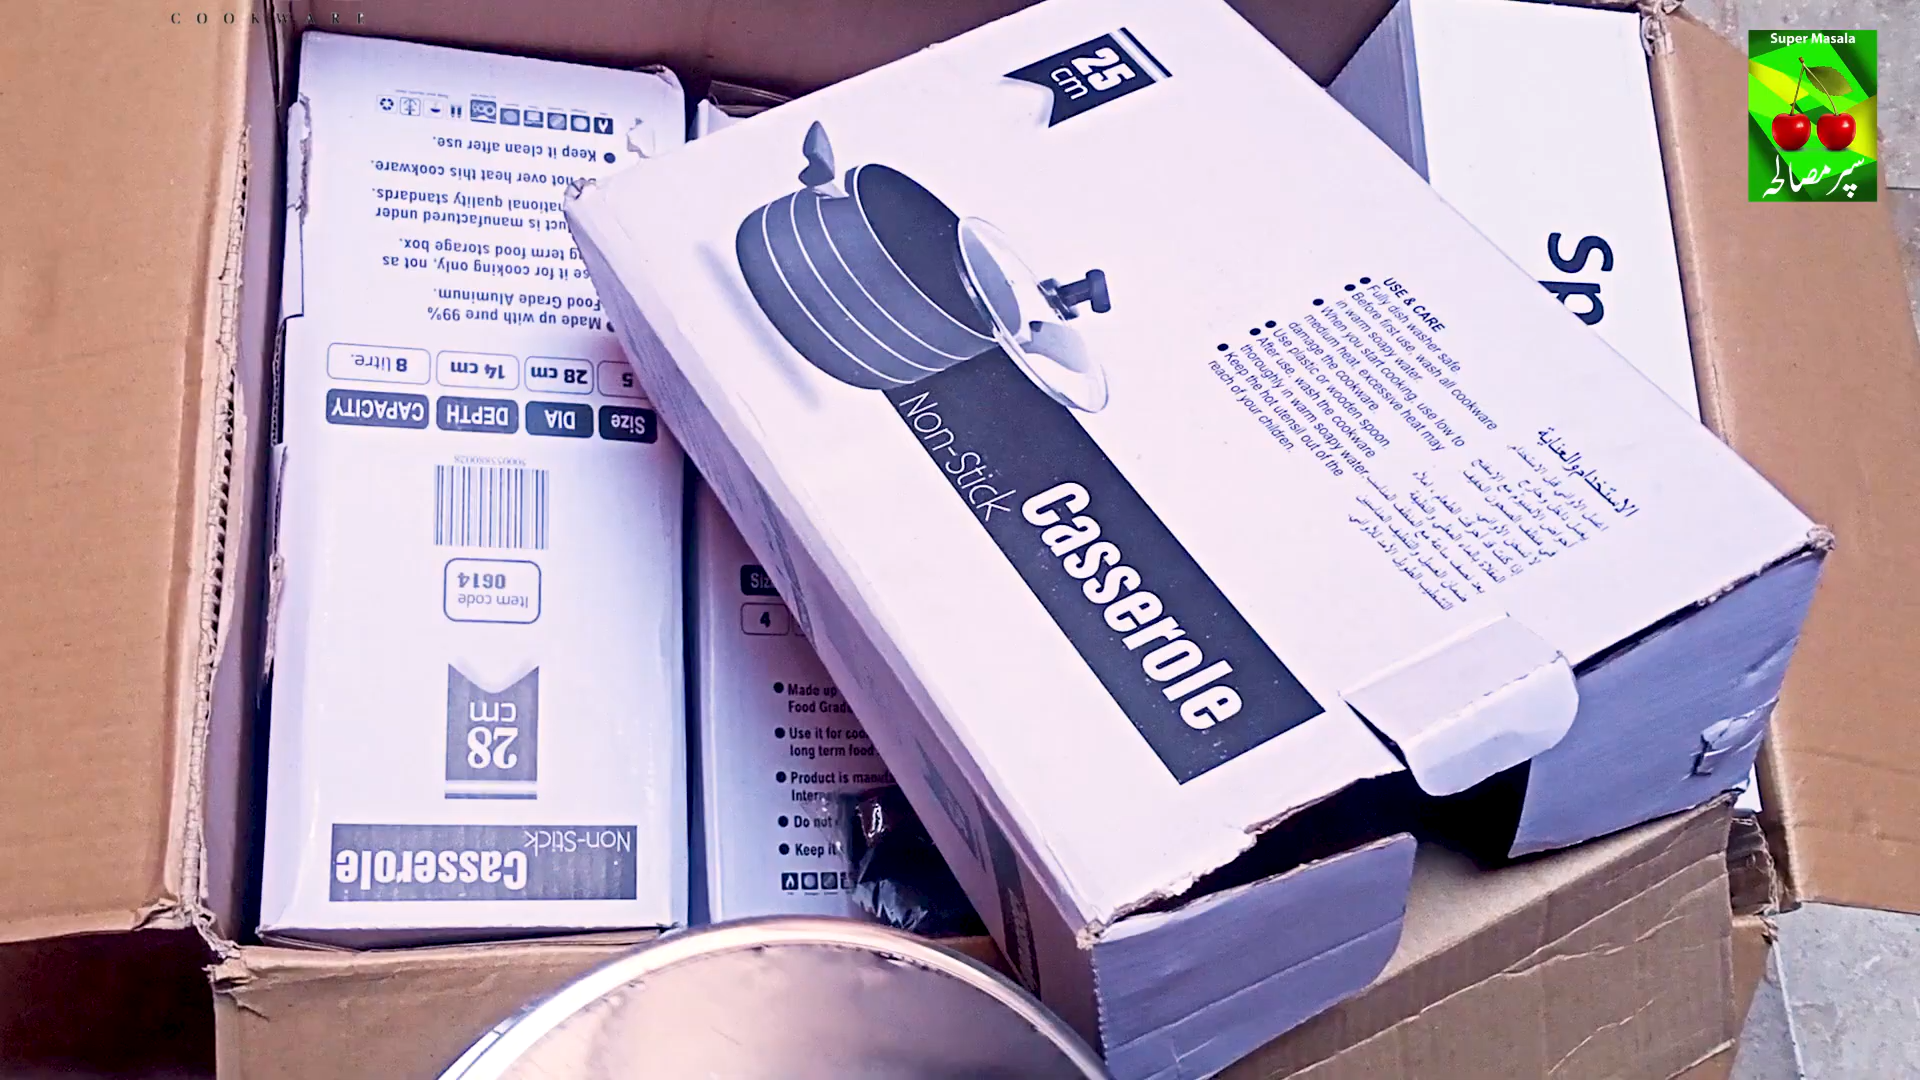 COOKWARE
Super Masala
سپر مصالحہ
Keep it clean after use.
not over heat this cookware.
national quality standards.
duct is manufactured under
term food storage box.
se it for cooking only, not as
Food Grade Aluminum.
Made up with pure 99%
5 28 cm 14 cm 8 litre.
Size DIA DEPTH CAPACITY
Item code
0614
28
cm
Non-Stick
Casserole
4
Made up
Food Grad
Use it for coo
long term food
Product is manu
Intern
Do not
Keep it
25
cm
Non-Stick
Casserole
USE & CARE
Fully dish washer safe.
Before first use, wash all cookware
in warm soapy water.
When you start cooking, use low to
medium heat, excessive heat may
damage the cookware.
Use plastic or wooden spoon.
After use, wash the cookware
thoroughly in warm soapy water.
Keep the hot utensil out of the
reach of your children.
الاستخدام والعناية
Sp